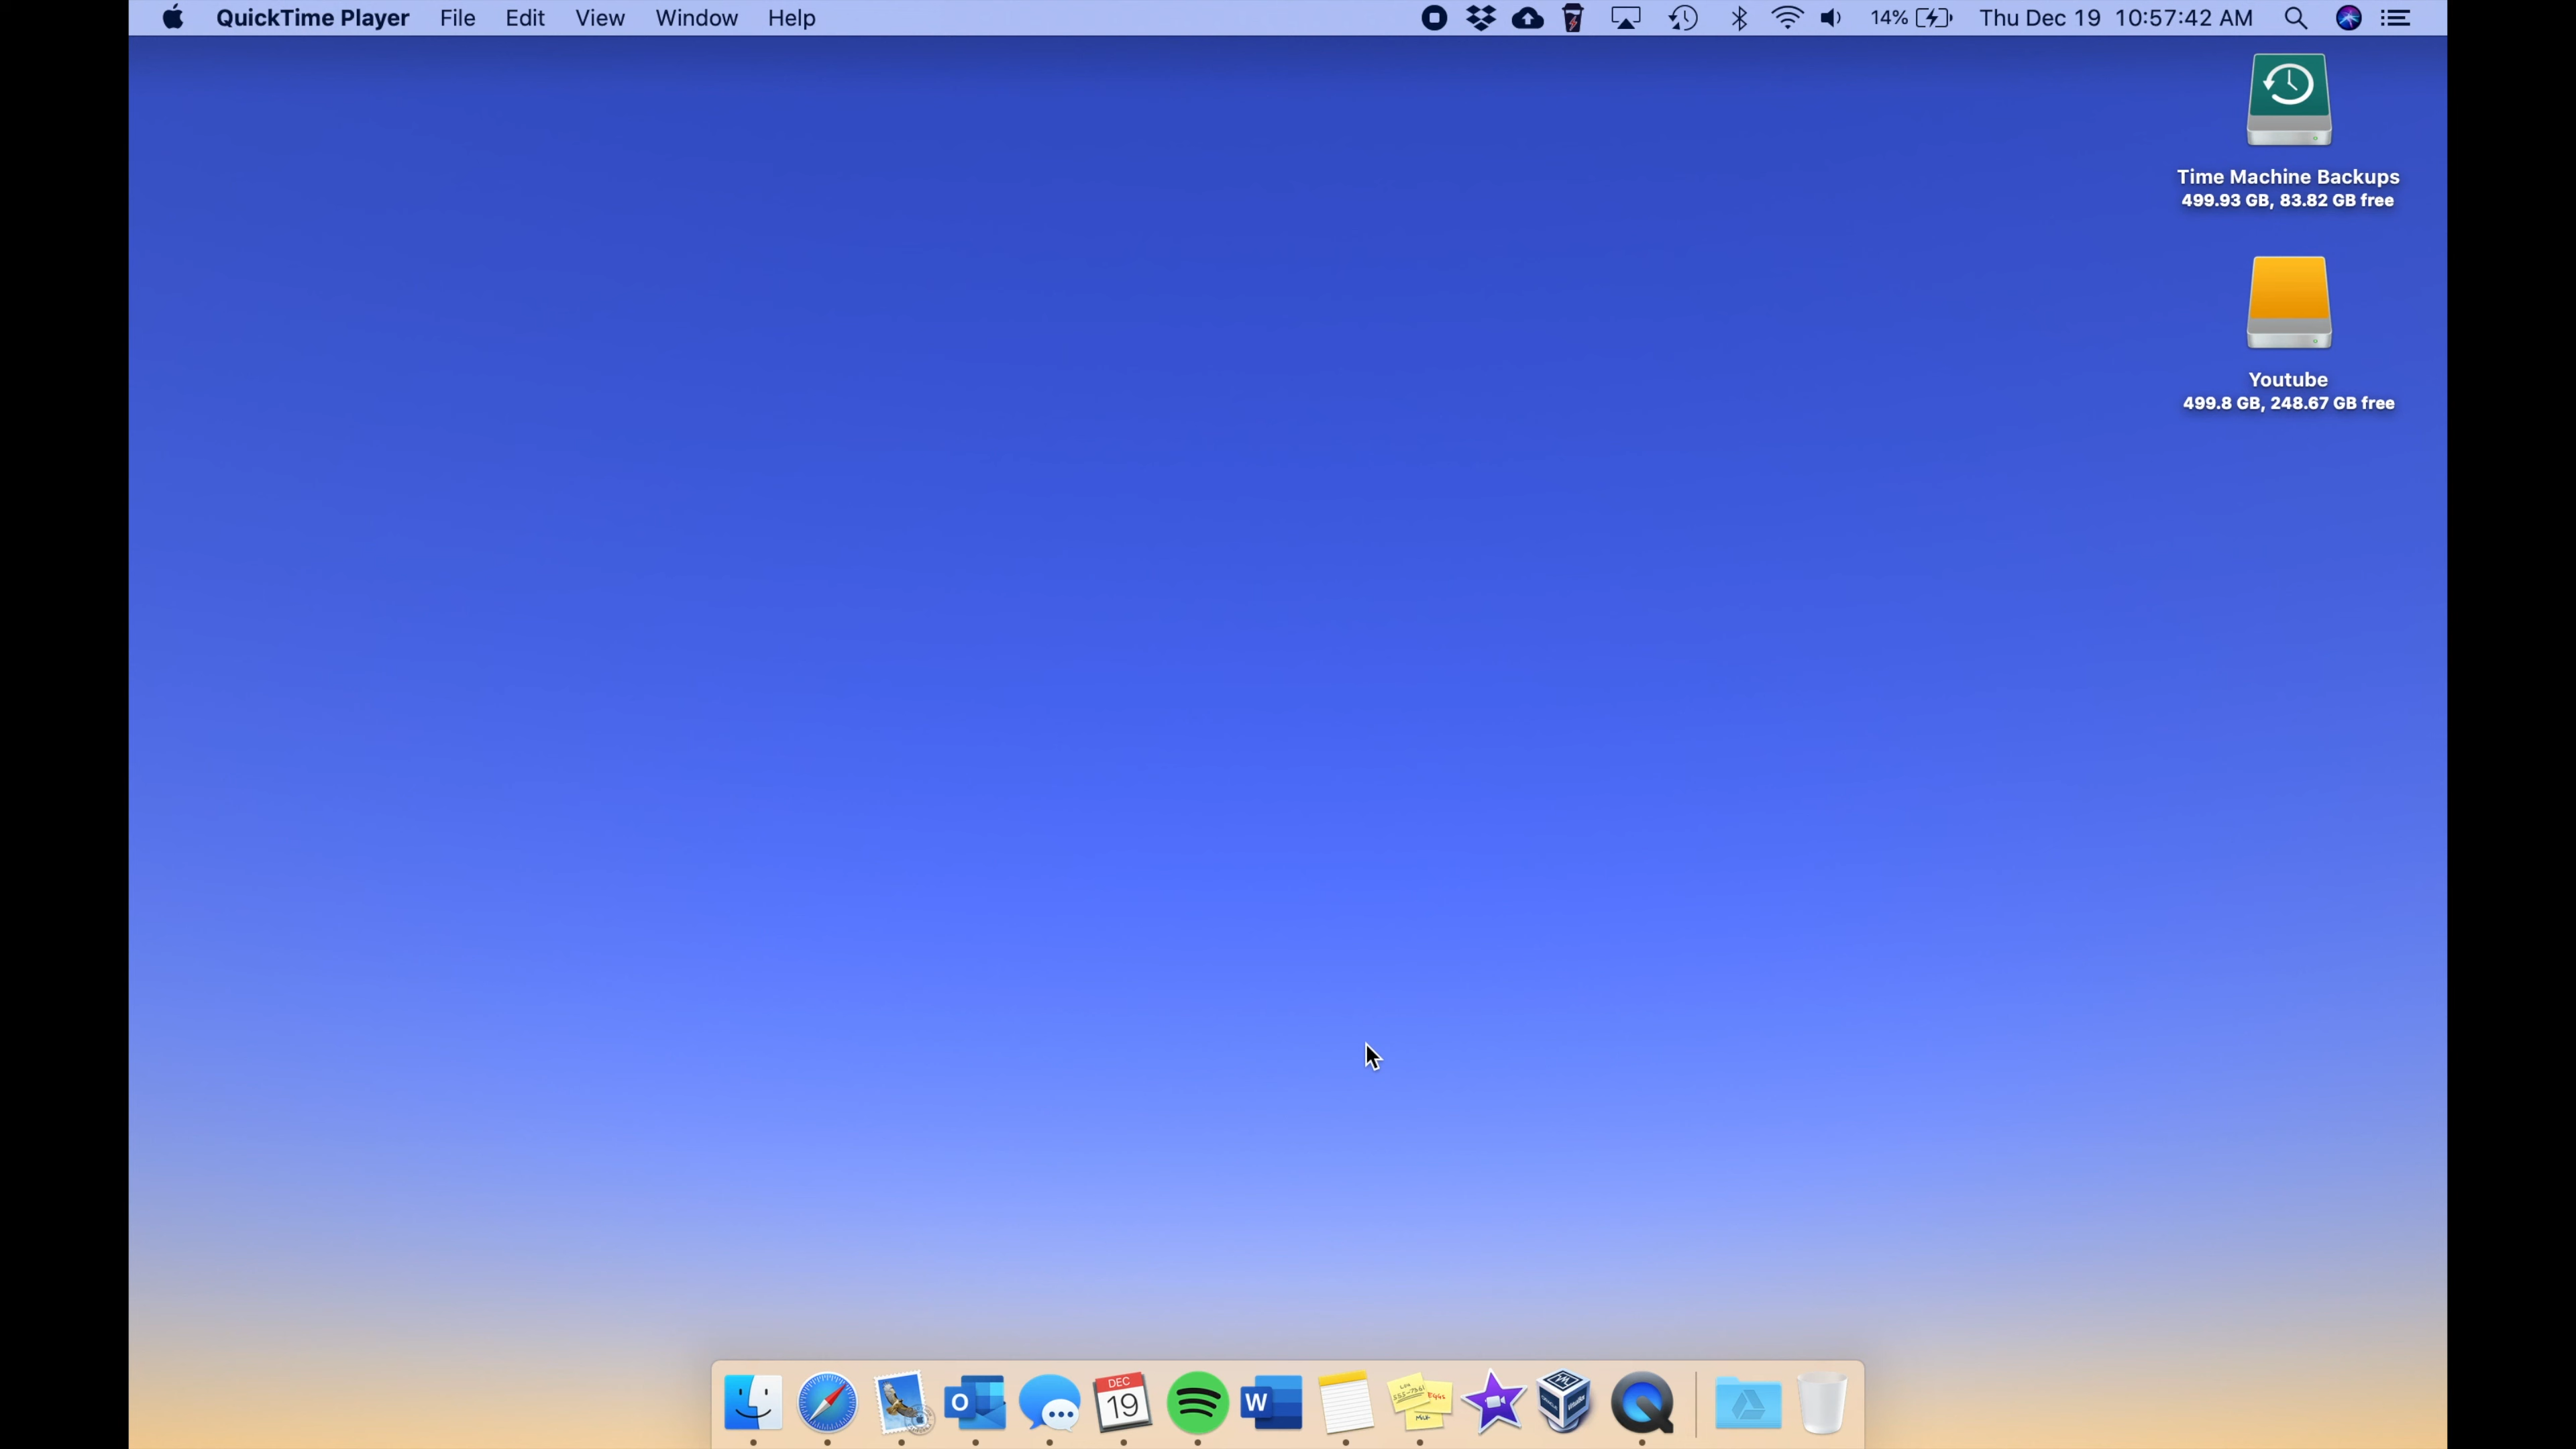 QuickTime Player File Edit View Window Help 14% Thu Dec 19 10:57:42 AM
Time Machine Backups
499.93 GB, 83.82 GB free
Youtube
499.8 GB, 248.67 GB free
DEC
19
O
W